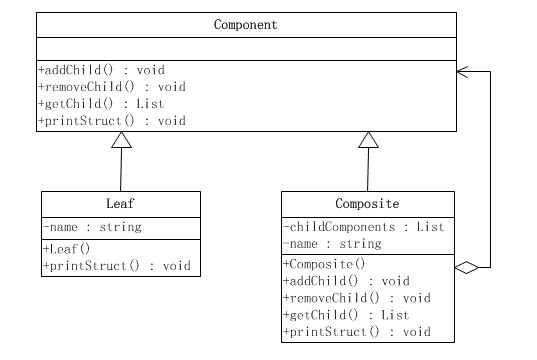 Component
+addChild() : void
+removeChild() : void
+getChild() : List
+printStruct() : void
Leaf
-name : string
+Leaf()
+printStruct() : void
Composite
-childComponents : List
-name : string
+Composite()
+addChild() : void
+removeChild() : void
+getChild() : List
+printStruct() : void